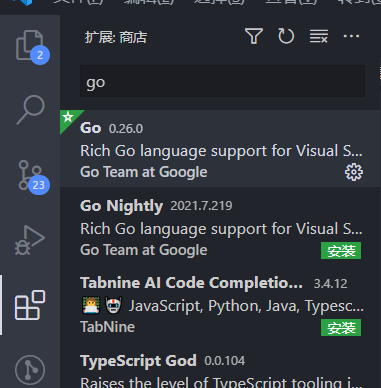 扩展: 商店
go
2
Go 0.26.0
Rich Go language support for Visual S...
Go Team at Google
23
Go Nightly 2021.7.219
Rich Go language support for Visual S...
Go Team at Google 安装
Tabnine AI Code Completio... 3.4.12
JavaScript, Python, Java, Typesc...
TabNine 安装
TypeScript God 0.0.104
Raises the level of TypeScript tooling i...